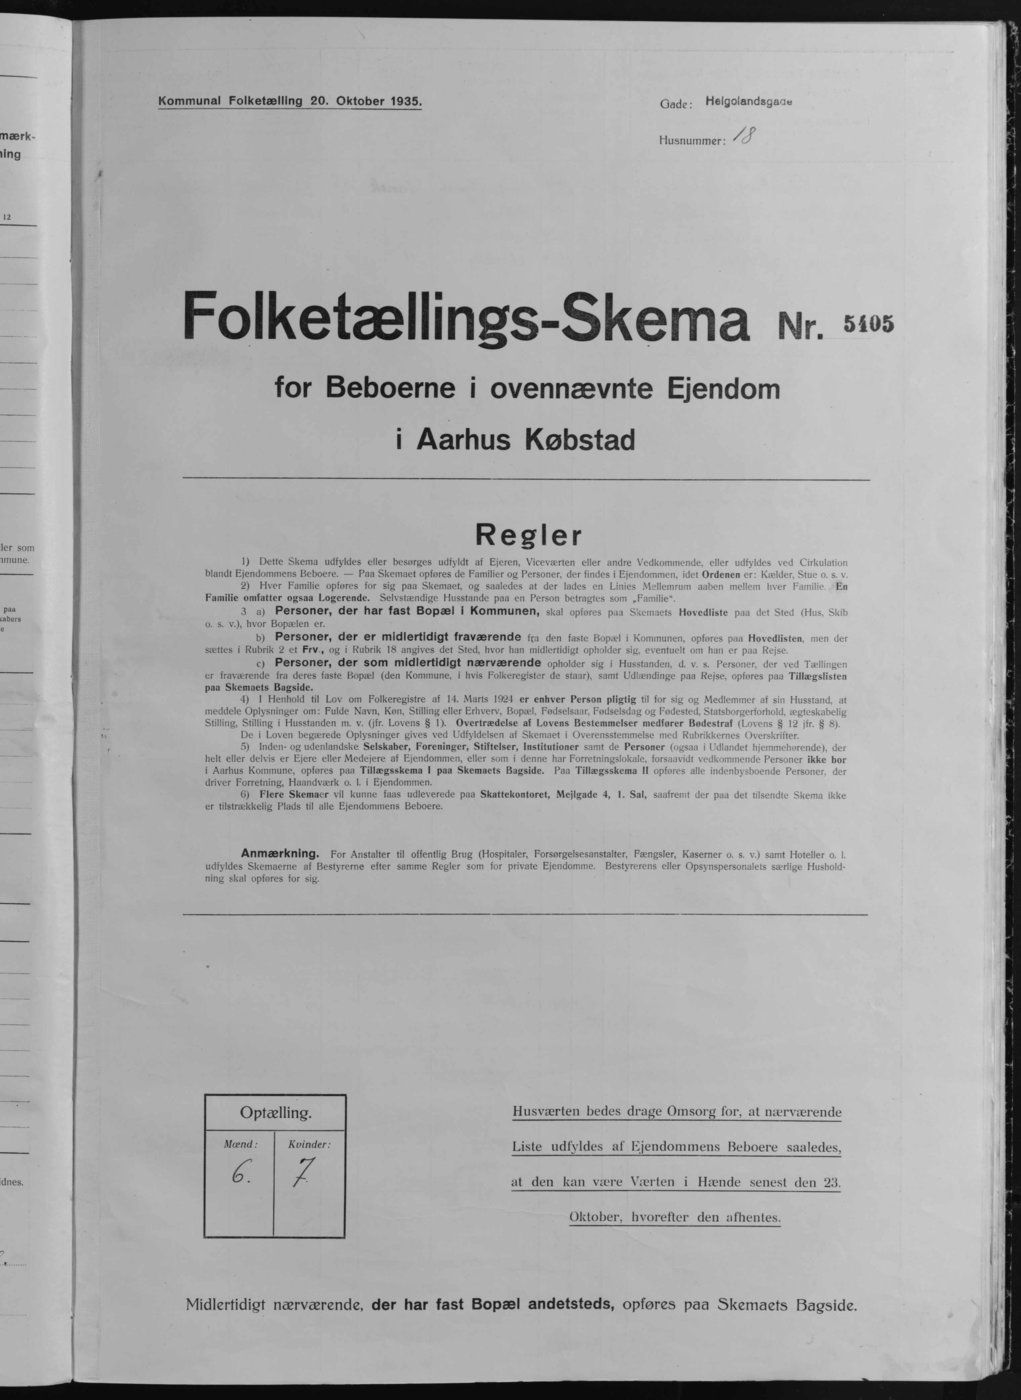 Kommunal Folketælling 20. Oktober 1935.
Gade: Helgolandsgade
Husnummer: 18
mærk-
ning
12
Folketællings-Skema Nr. 5405
for Beboerne i ovennævnte Ejendom
i Aarhus Købstad
Regler
1) Dette Skema udfyldes eller besørges udfyldt af Ejeren, Viceværten eller andre Vedkommende, eller udfyldes ved Cirkulation
blandt Ejendommens Beboere. — Paa Skemaet opføres de Familier og Personer, der findes i Ejendommen, idet Ordenen er: Kælder, Stue o. s. v.
2) Hver Familie opføres for sig paa Skemaet, og saaledes at der lades en Linies Mellemrum aaben mellem hver Familie. En
Familie omfatter ogsaa Logerende. Selvstændige Husstande paa en Person betragtes som „Familie“.
3 a) Personer, der har fast Bopæl i Kommunen, skal opføres paa Skemaets Hovedliste paa det Sted (Hus, Skib
o. s. v.), hvor Bopælen er.
b) Personer, der er midlertidigt fraværende fra den faste Bopæl i Kommunen, opføres paa Hovedlisten, men der
sættes i Rubrik 2 et Frv., og i Rubrik 18 angives det Sted, hvor han midlertidigt opholder sig, eventuelt om han er paa Rejse.
c) Personer, der som midlertidigt nærværende opholder sig i Husstanden, d. v. s. Personer, der ved Tællingen
er fraværende fra deres faste Bopæl (den Kommune, i hvis Folkeregister de staar), samt Udlændinge paa Rejse, opføres paa Tillægslisten
paa Skemaets Bagside.
4) I Henhold til Lov om Folkeregistre af 14. Marts 1924 er enhver Person pligtig til for sig og Medlemmer af sin Husstand, at
meddele Oplysninger om: Fulde Navn, Køn, Stilling eller Erhverv, Bopæl, Fødselsaar, Fødselsdag og Fødested, Statsborgerforhold, ægteskabelig
Stilling, Stilling i Husstanden m. v. (jfr. Lovens § 1). Overtrædelse af Lovens Bestemmelser medfører Bødestraf (Lovens § 12 jfr. § 8).
De i Loven begærede Oplysninger gives ved Udfyldelsen af Skemaet i Overensstemmelse med Rubrikkernes Overskrifter.
5) Inden- og udenlandske Selskaber, Foreninger, Stiftelser, Institutioner samt de Personer (ogsaa i Udlandet hjemmehørende), der
helt eller delvis er Ejere eller Medejere af Ejendommen, eller som i denne har Forretningslokale, forsaavidt vedkommende Personer ikke bor
i Aarhus Kommune, opføres paa Tillægsskema I paa Skemaets Bagside. Paa Tillægsskema II opføres alle indenbysboende Personer, der
driver Forretning, Haandværk o. l. i Ejendommen.
6) Flere Skemaer vil kunne faas udleverede paa Skattekontoret, Mejlgade 4, 1. Sal, saafremt der paa det tilsendte Skema ikke
er tilstrækkelig Plads til alle Ejendommens Beboere.
Anmærkning. For Anstalter til offentlig Brug (Hospitaler, Forsørgelsesanstalter, Fængsler, Kaserner o. s. v.) samt Hoteller o. l.
udfyldes Skemaerne af Bestyrerne efter samme Regler som for private Ejendomme. Bestyrerens eller Opsynspersonalets særlige Hushold-
ning skal opføres for sig.
Optælling.
Mænd: Kvinder:
6. 7
Husværten bedes drage Omsorg for, at nærværende
Liste udfyldes af Ejendommens Beboere saaledes,
at den kan være Værten i Hænde senest den 23.
Oktober, hvorefter den afhentes.
Midlertidigt nærværende, der har fast Bopæl andetsteds, opføres paa Skemaets Bagside.